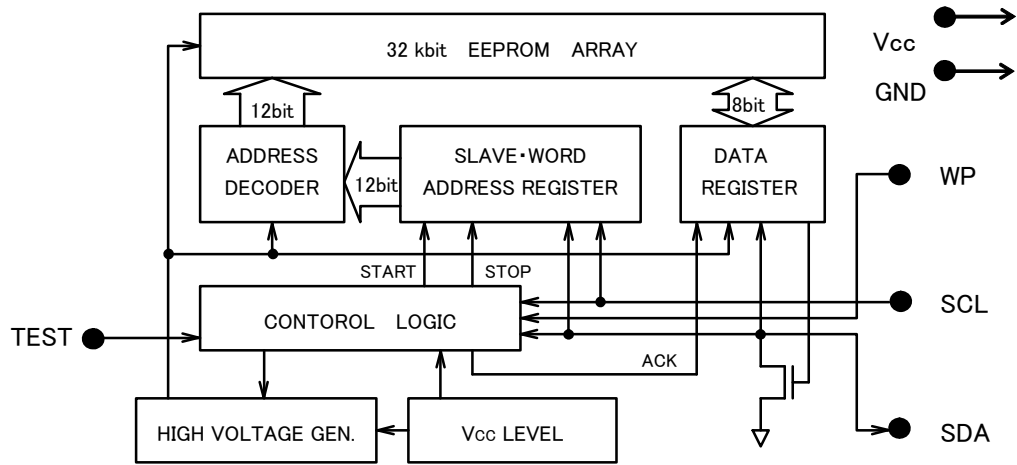 32 kbit EEPROM ARRAY
Vcc
GND
12bit
8bit
ADDRESS
DECODER
12bit
SLAVE・WORD
ADDRESS REGISTER
DATA
REGISTER
WP
START
STOP
SCL
TEST
CONTOROL LOGIC
ACK
HIGH VOLTAGE GEN.
Vcc LEVEL
SDA